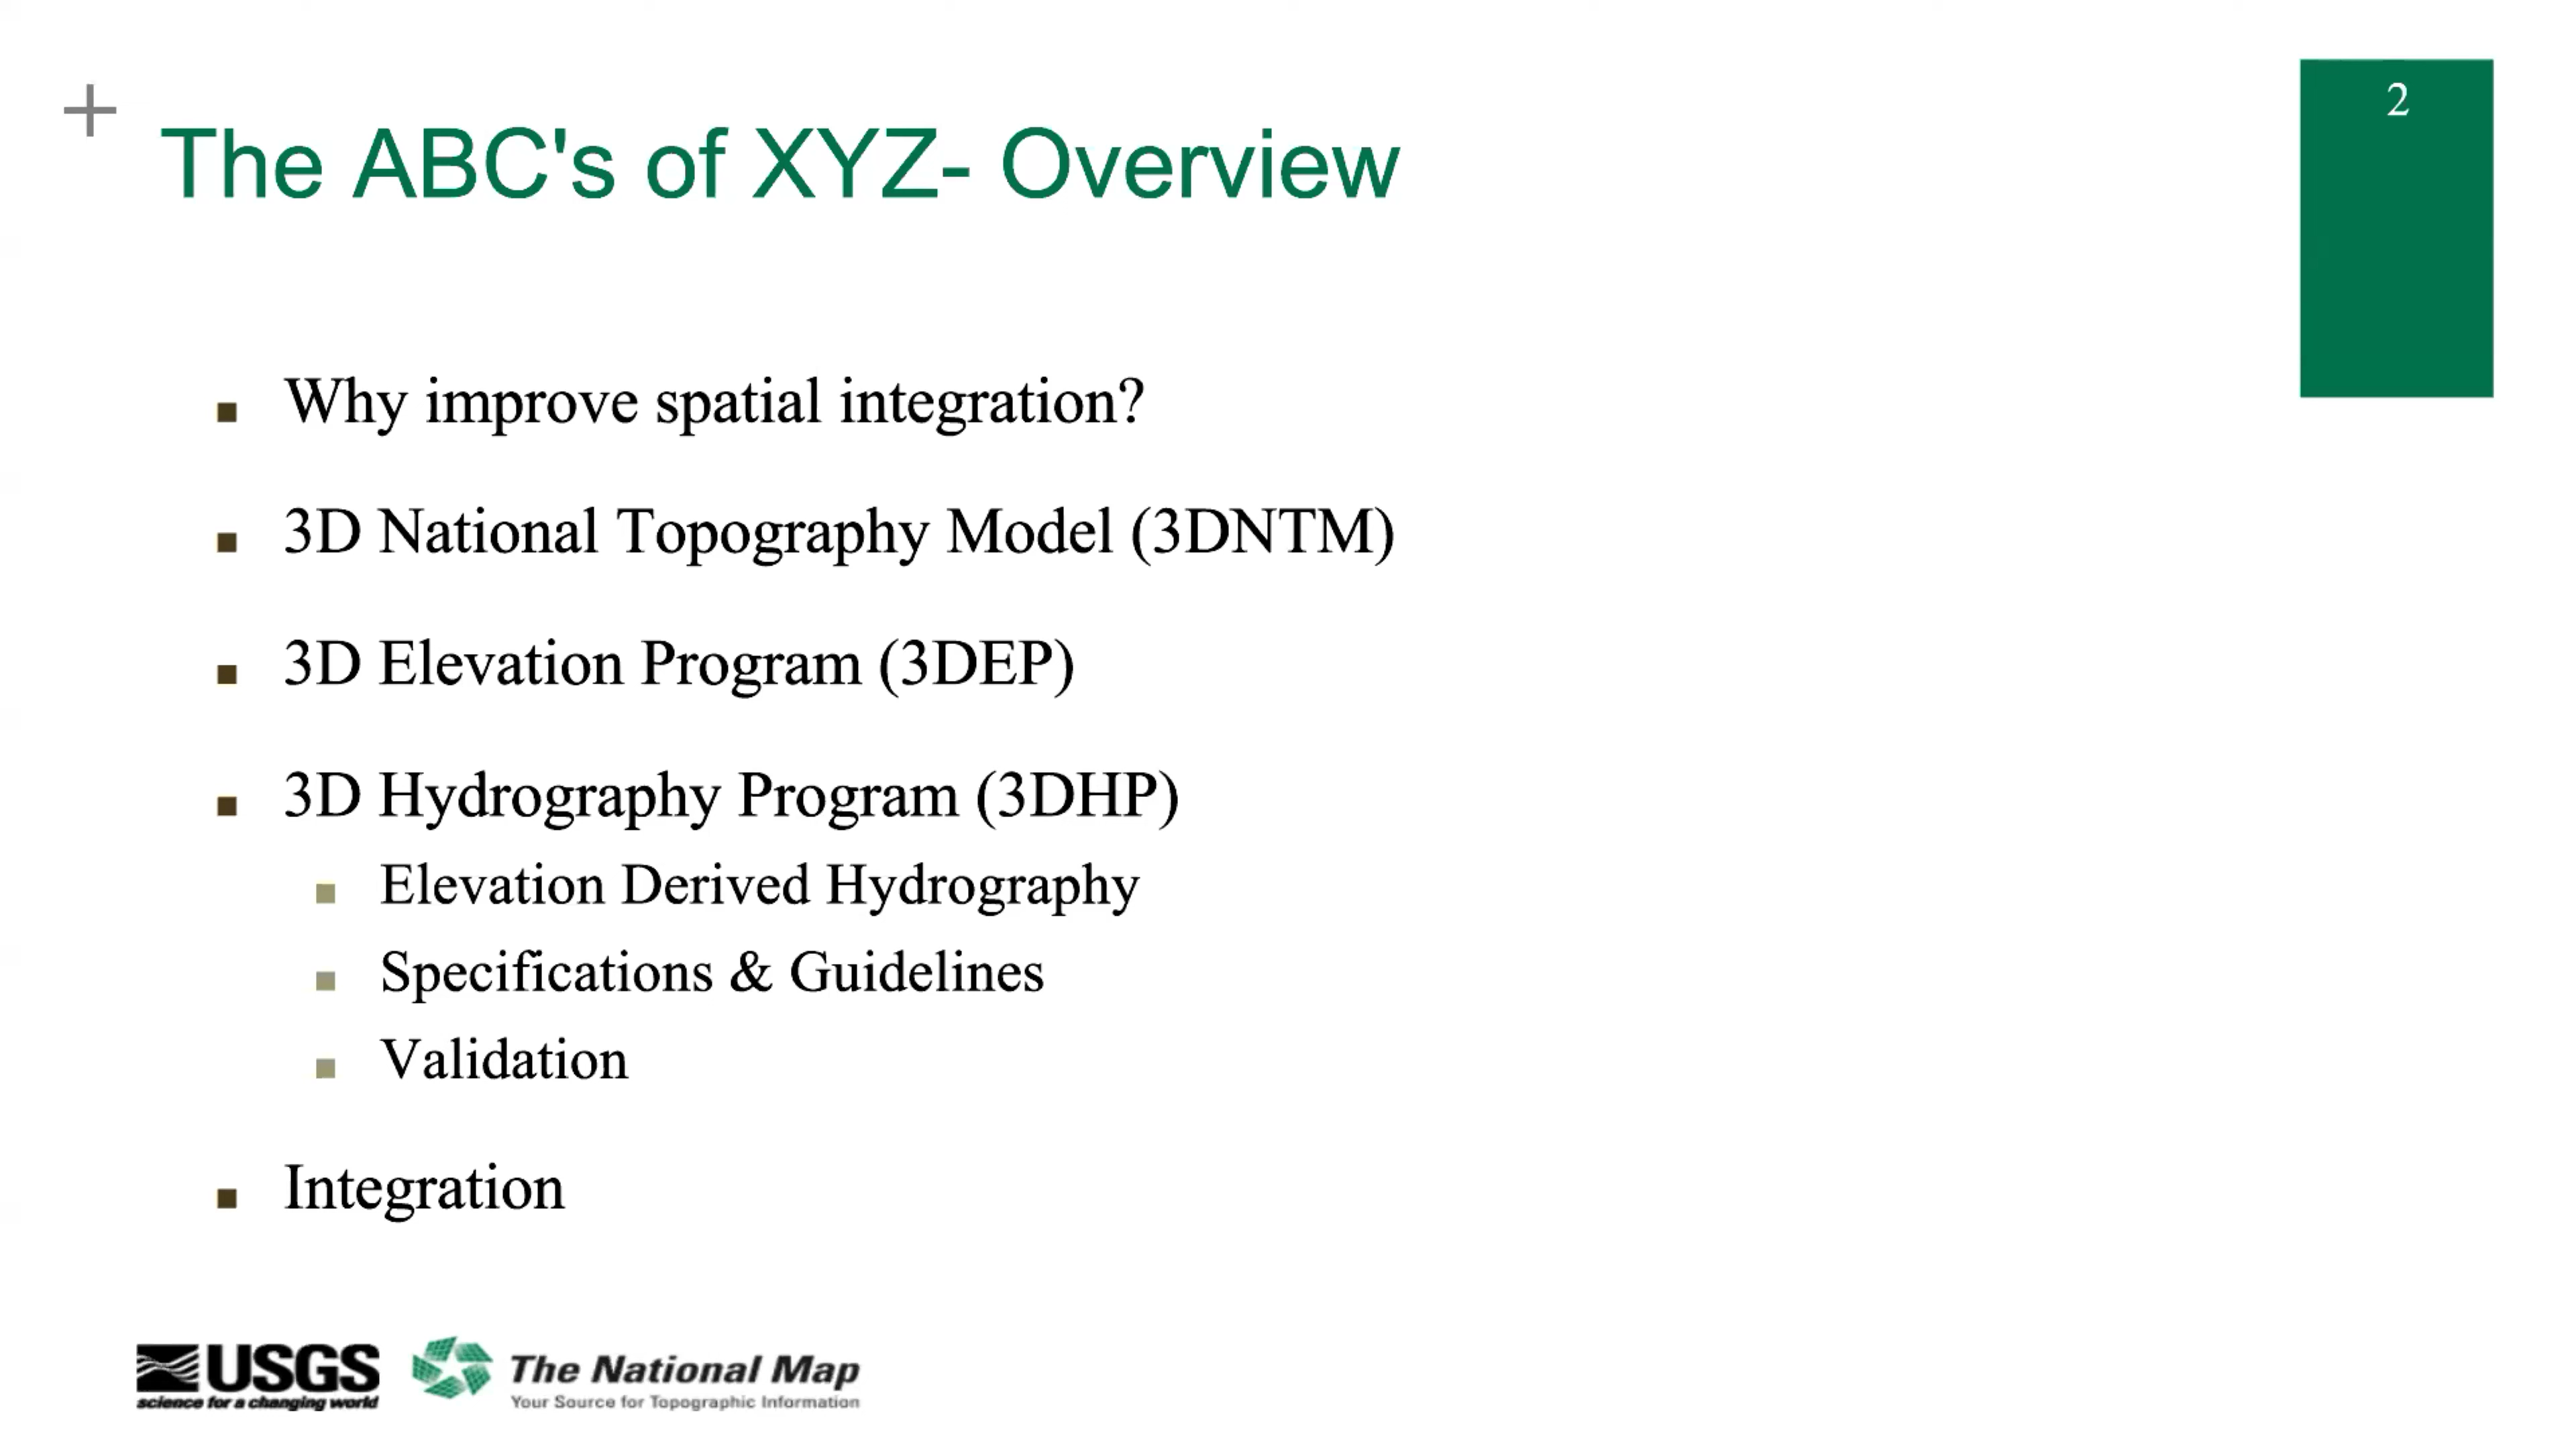 +
The ABC's of XYZ- Overview
2
Why improve spatial integration?
3D National Topography Model (3DNTM)
3D Elevation Program (3DEP)
3D Hydrography Program (3DHP)
Elevation Derived Hydrography
Specifications & Guidelines
Validation
Integration
USGS
science for a changing world
The National Map
Your Source for Topographic Information